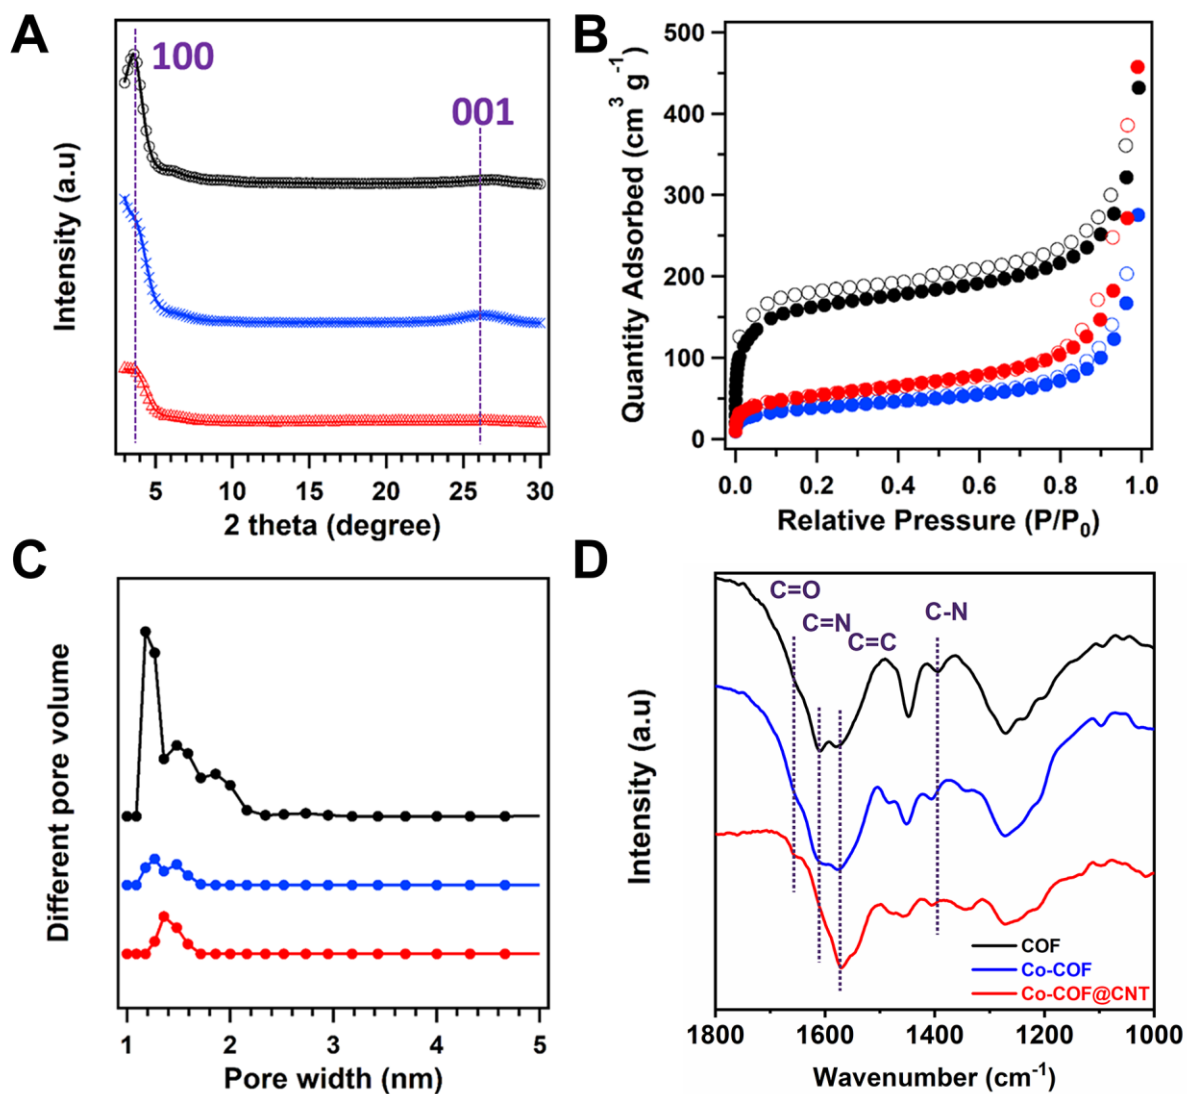 A
100
001
Intensity (a.u)
5
10
15
20
25
30
2 theta (degree)
B
500
400
300
200
100
0
Quantity Adsorbed (cm³ g⁻¹)
0.0
0.2
0.4
0.6
0.8
1.0
Relative Pressure (P/P₀)
C
Different pore volume
1
2
3
4
5
Pore width (nm)
D
C=O
C=N
C=C
C-N
Intensity (a.u)
COF
Co-COF
Co-COF@CNT
1800
1600
1400
1200
1000
Wavenumber (cm⁻¹)